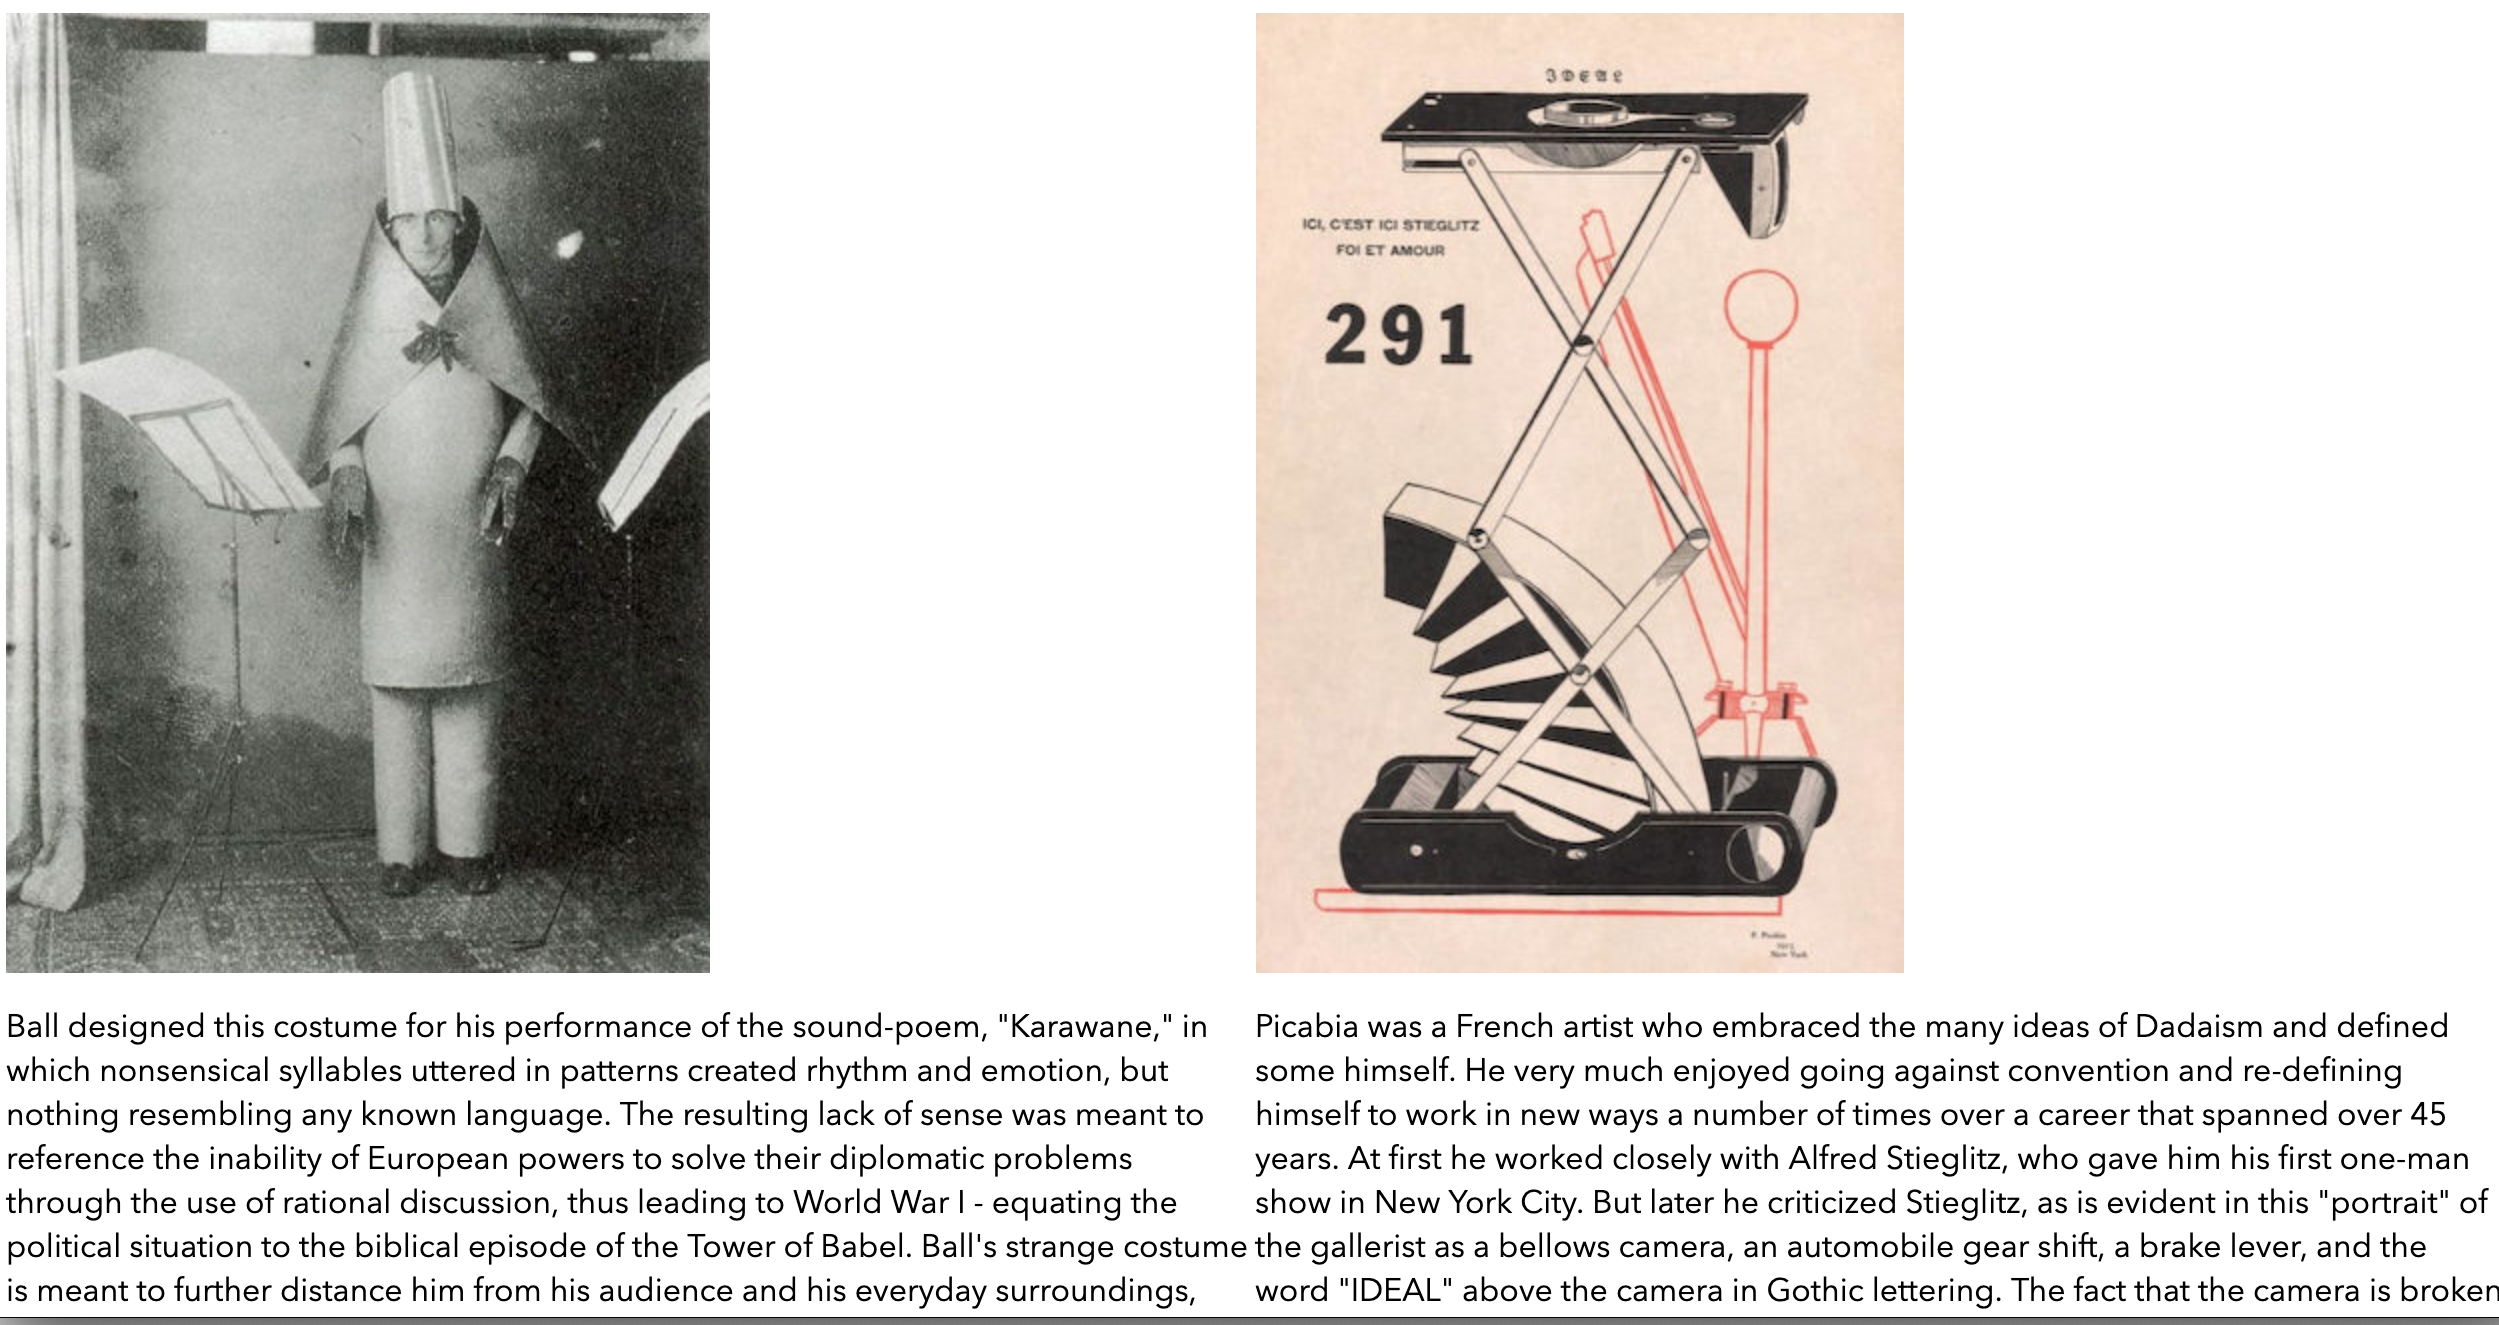 IDEAL
ICI, C'EST ICI STIEGLITZ
FOI ET AMOUR
291
F. Picabia
1915
New York
Ball designed this costume for his performance of the sound-poem, "Karawane," in
which nonsensical syllables uttered in patterns created rhythm and emotion, but
nothing resembling any known language. The resulting lack of sense was meant to
reference the inability of European powers to solve their diplomatic problems
through the use of rational discussion, thus leading to World War I - equating the
political situation to the biblical episode of the Tower of Babel. Ball's strange costume
is meant to further distance him from his audience and his everyday surroundings,
Picabia was a French artist who embraced the many ideas of Dadaism and defined
some himself. He very much enjoyed going against convention and re-defining
himself to work in new ways a number of times over a career that spanned over 45
years. At first he worked closely with Alfred Stieglitz, who gave him his first one-man
show in New York City. But later he criticized Stieglitz, as is evident in this "portrait" of
the gallerist as a bellows camera, an automobile gear shift, a brake lever, and the
word "IDEAL" above the camera in Gothic lettering. The fact that the camera is broken